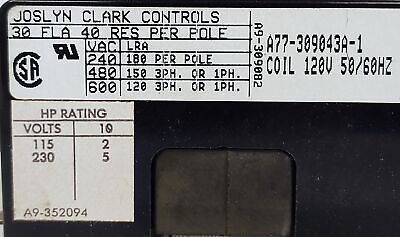 JOSLYN CLARK CONTROLS
30 FLA 40 RES PER POLE
VAC LRA
240 180 PER POLE
480 150 3PH. OR 1PH.
600 120 3PH. OR 1PH.
A9-309082
A77-309043A-1
COIL 120V 50/60HZ
HP RATING
VOLTS 1Ø
115 2
230 5
A9-352094